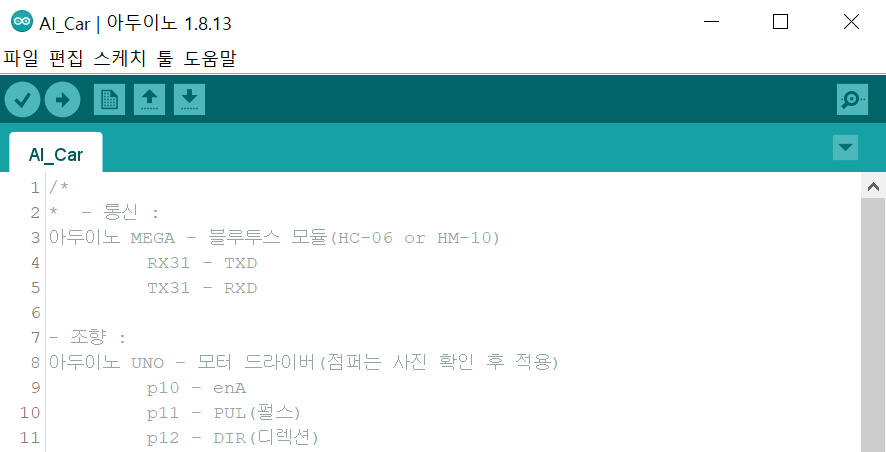 AI_Car | 아두이노 1.8.13
파일 편집 스케치 툴 도움말
AI_Car
1 /*
2 *  - 통신 :
3 아두이노 MEGA - 블루투스 모듈(HC-06 or HM-10)
4 RX31 - TXD
5 TX31 - RXD
6
7 - 조향 :
8 아두이노 UNO - 모터 드라이버(점퍼는 사진 확인 후 적용)
9 p10 - enA
10 p11 - PUL(펄스)
11 p12 - DIR(디렉션)